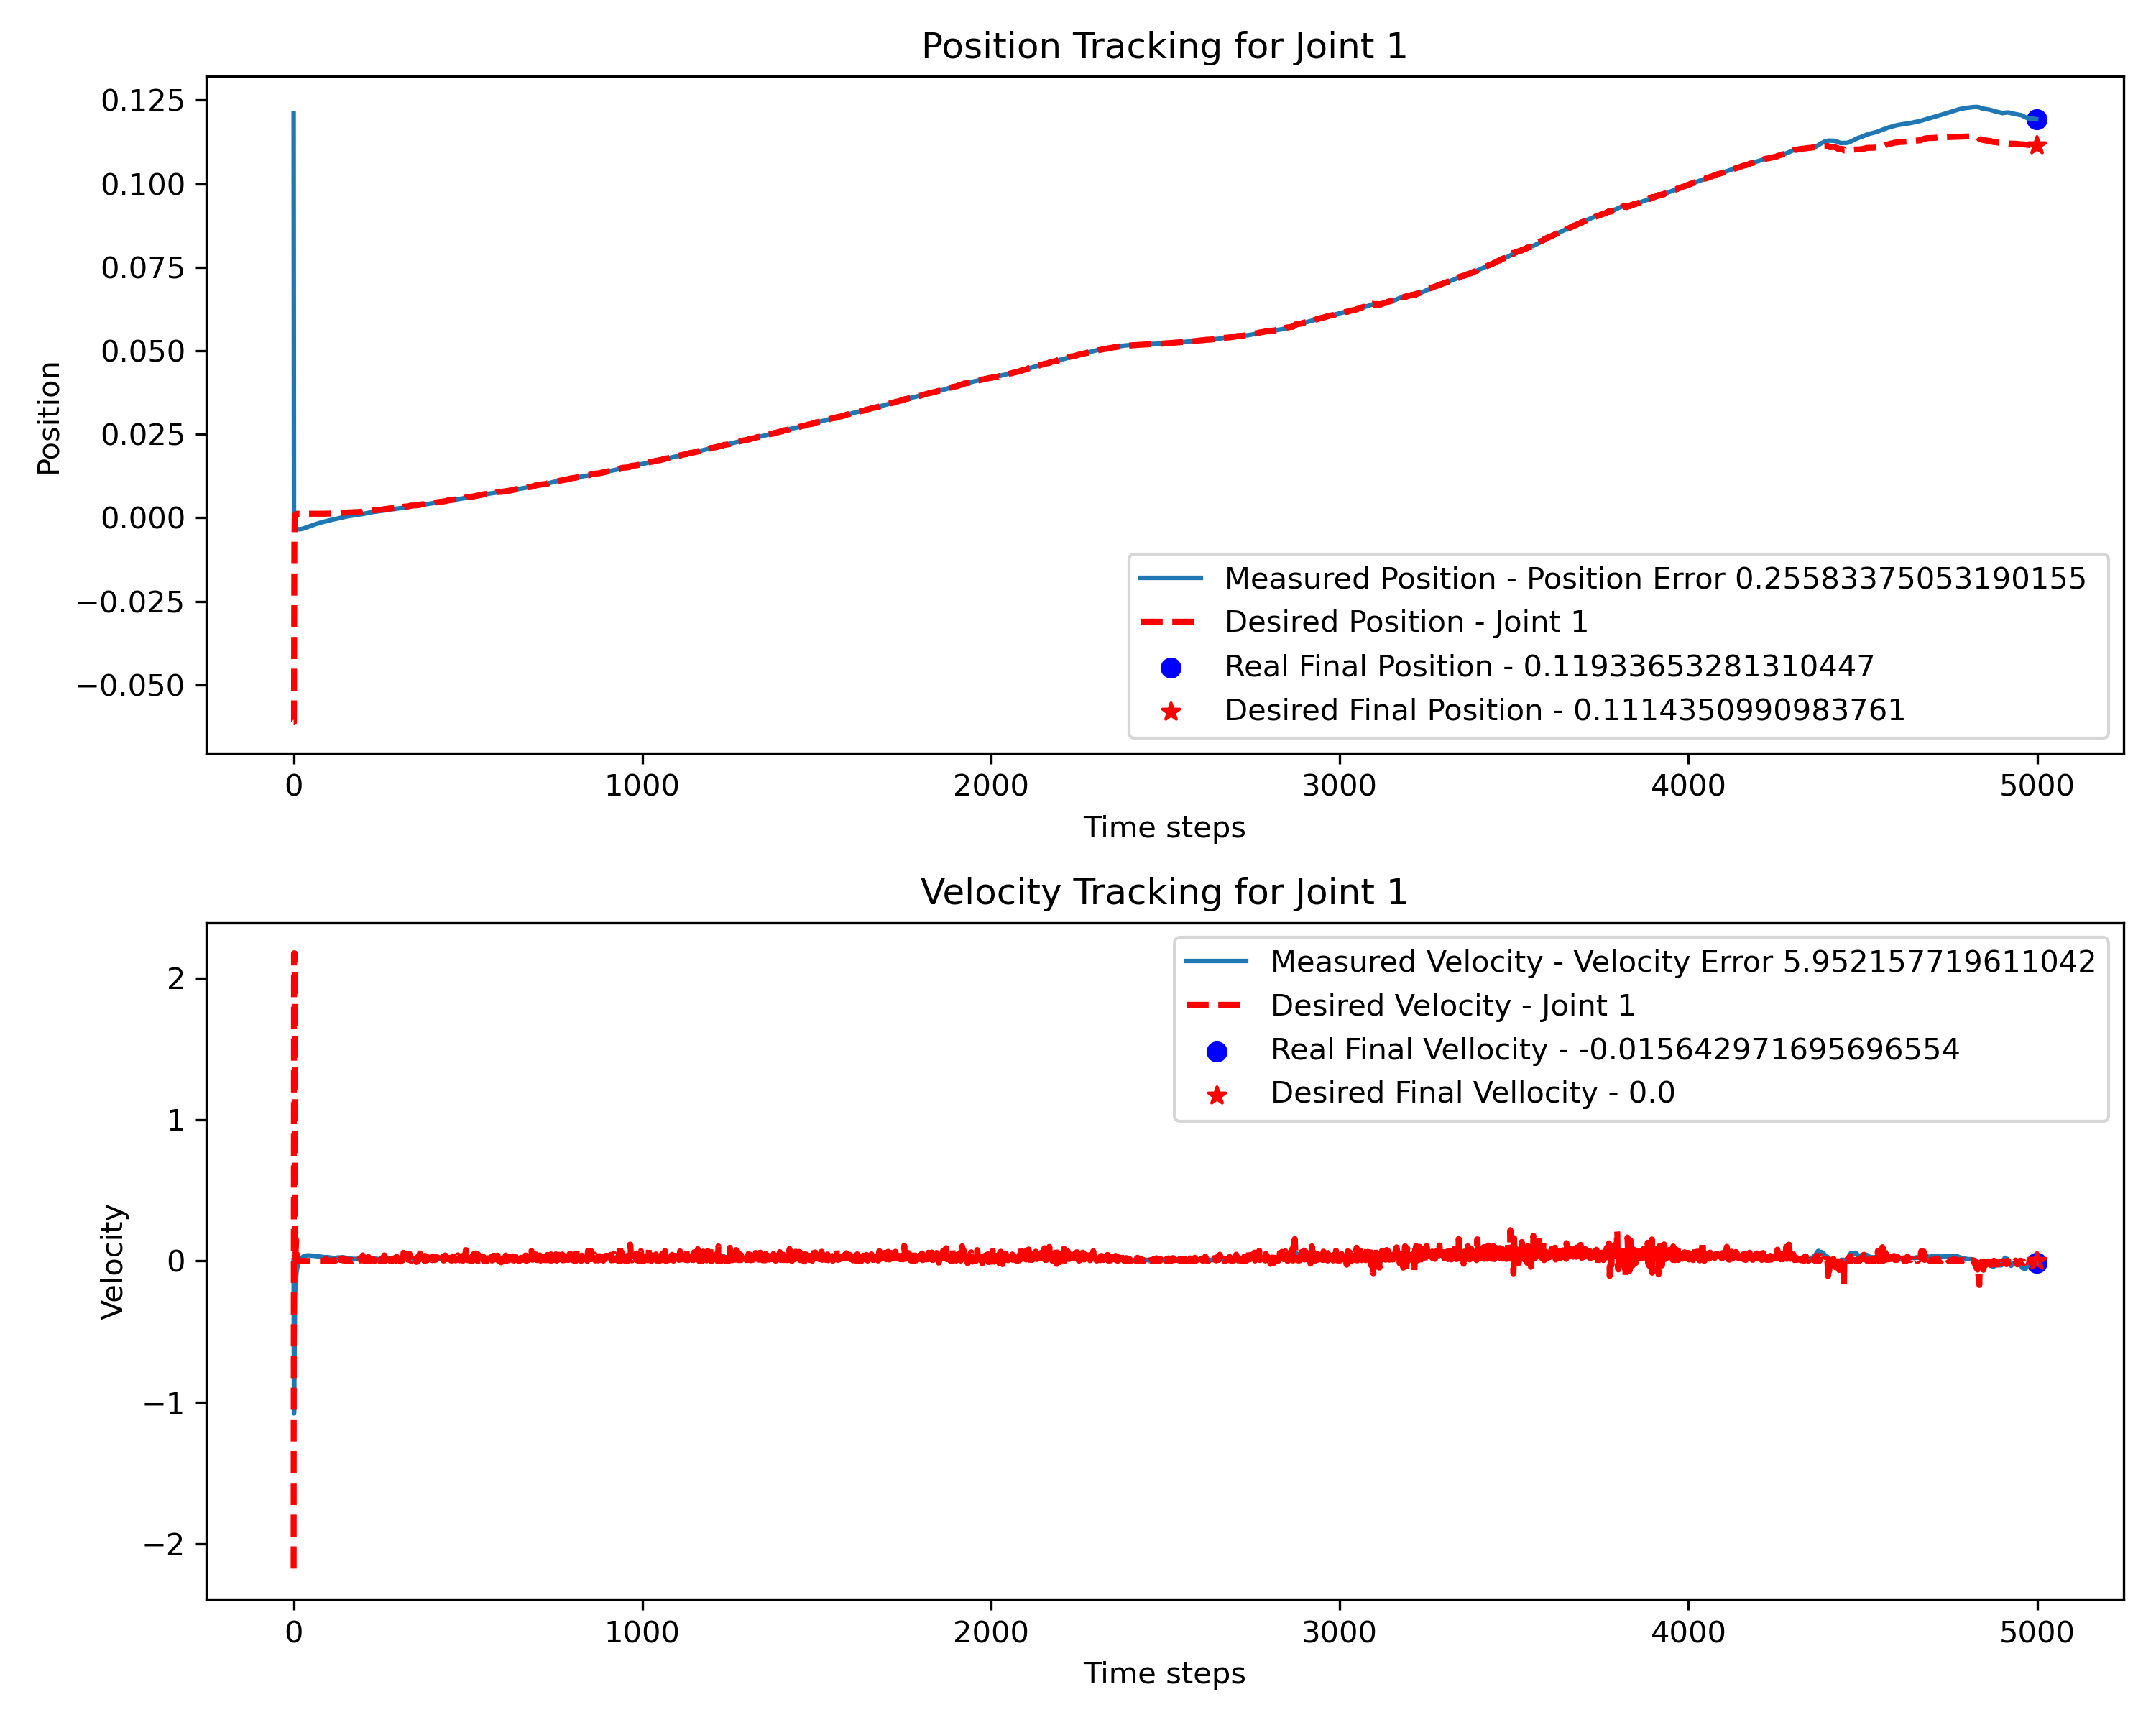 Position Tracking for Joint 1
0.125
0.100
0.075
0.050
0.025
0.000
−0.025
−0.050
Position
Measured Position - Position Error 0.25583375053190155
Desired Position - Joint 1
Real Final Position - 0.11933653281310447
Desired Final Position - 0.1114350990983761
0 1000 2000 3000 4000 5000
Time steps
Velocity Tracking for Joint 1
2
1
0
−1
−2
Velocity
Measured Velocity - Velocity Error 5.952157719611042
Desired Velocity - Joint 1
Real Final Vellocity - -0.015642971695696554
Desired Final Vellocity - 0.0
0 1000 2000 3000 4000 5000
Time steps